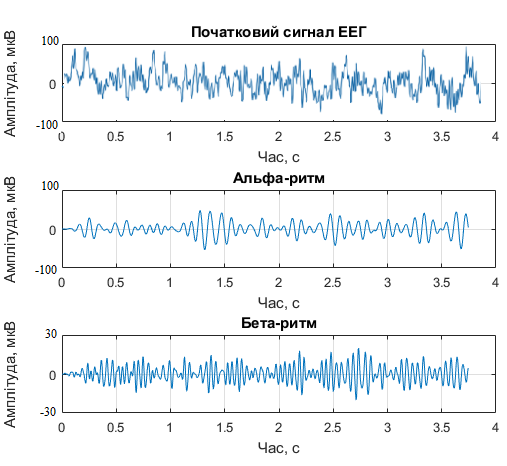 Початковий сигнал ЕЕГ
Амплітуда, мкВ
100
0
-100
0 0.5 1 1.5 2 2.5 3 3.5 4
Час, с
Альфа-ритм
Амплітуда, мкВ
100
0
-100
0 0.5 1 1.5 2 2.5 3 3.5 4
Час, с
Бета-ритм
Амплітуда, мкВ
30
0
-30
0 0.5 1 1.5 2 2.5 3 3.5 4
Час, с